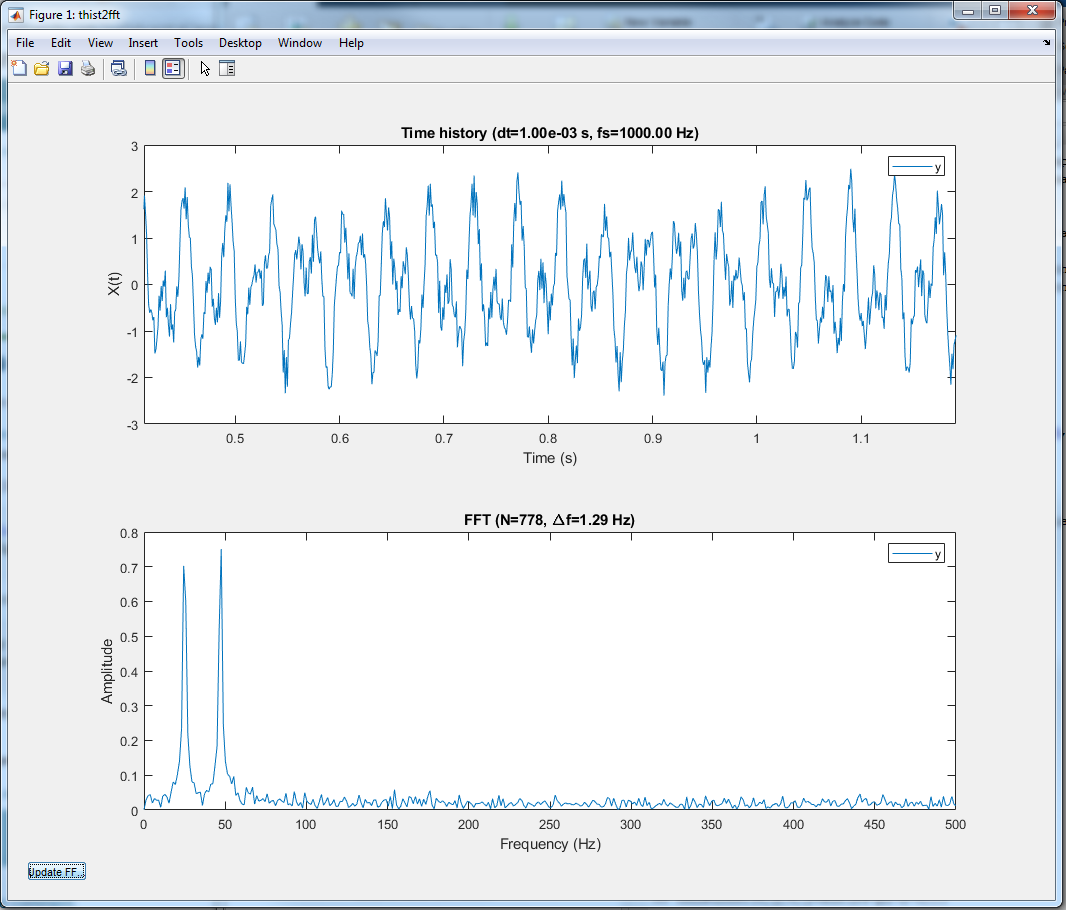 Figure 1: thist2fft
File Edit View Insert Tools Desktop Window Help
Time history (dt=1.00e-03 s, fs=1000.00 Hz)
3
2
1
0
-1
-2
-3
X(t)
y
0.5 0.6 0.7 0.8 0.9 1 1.1
Time (s)
FFT (N=778, Δf=1.29 Hz)
0.8
0.7
0.6
0.5
0.4
0.3
0.2
0.1
0
Amplitude
y
0 50 100 150 200 250 300 350 400 450 500
Frequency (Hz)
Update FF...